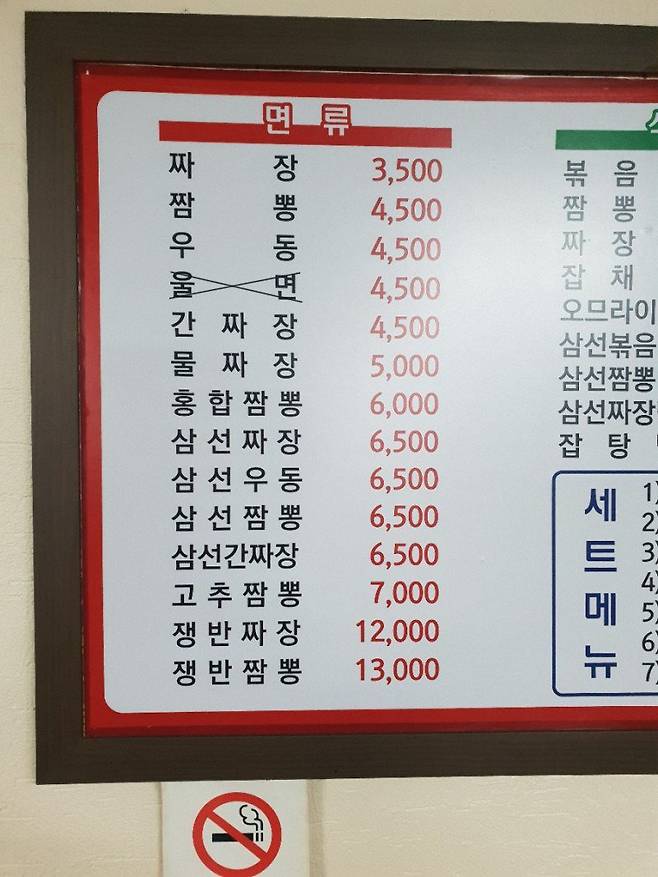 면 류
짜 장 3,500
짬 뽕 4,500
우 동 4,500
울 면 4,500
간 짜 장 4,500
물 짜 장 5,000
홍 합 짬 뽕 6,000
삼 선 짜 장 6,500
삼 선 우 동 6,500
삼 선 짬 뽕 6,500
삼선간짜장 6,500
고 추 짬 뽕 7,000
쟁 반 짜 장 12,000
쟁 반 짬 뽕 13,000
볶 음
짬 뽕
짜 장
잡 채
오므라이
삼선볶음
삼선짬뽕
삼선짜장
잡 탕
세트메뉴
1)
2)
3)
4)
5)
6)
7)